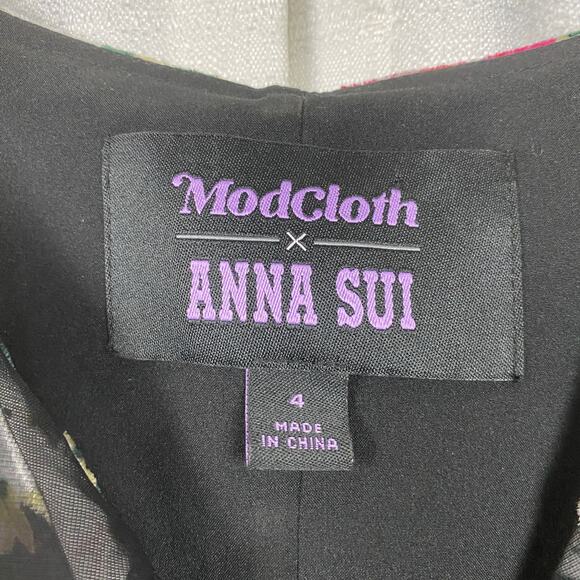 ModCloth
×
ANNA SUI
4
MADE
IN CHINA